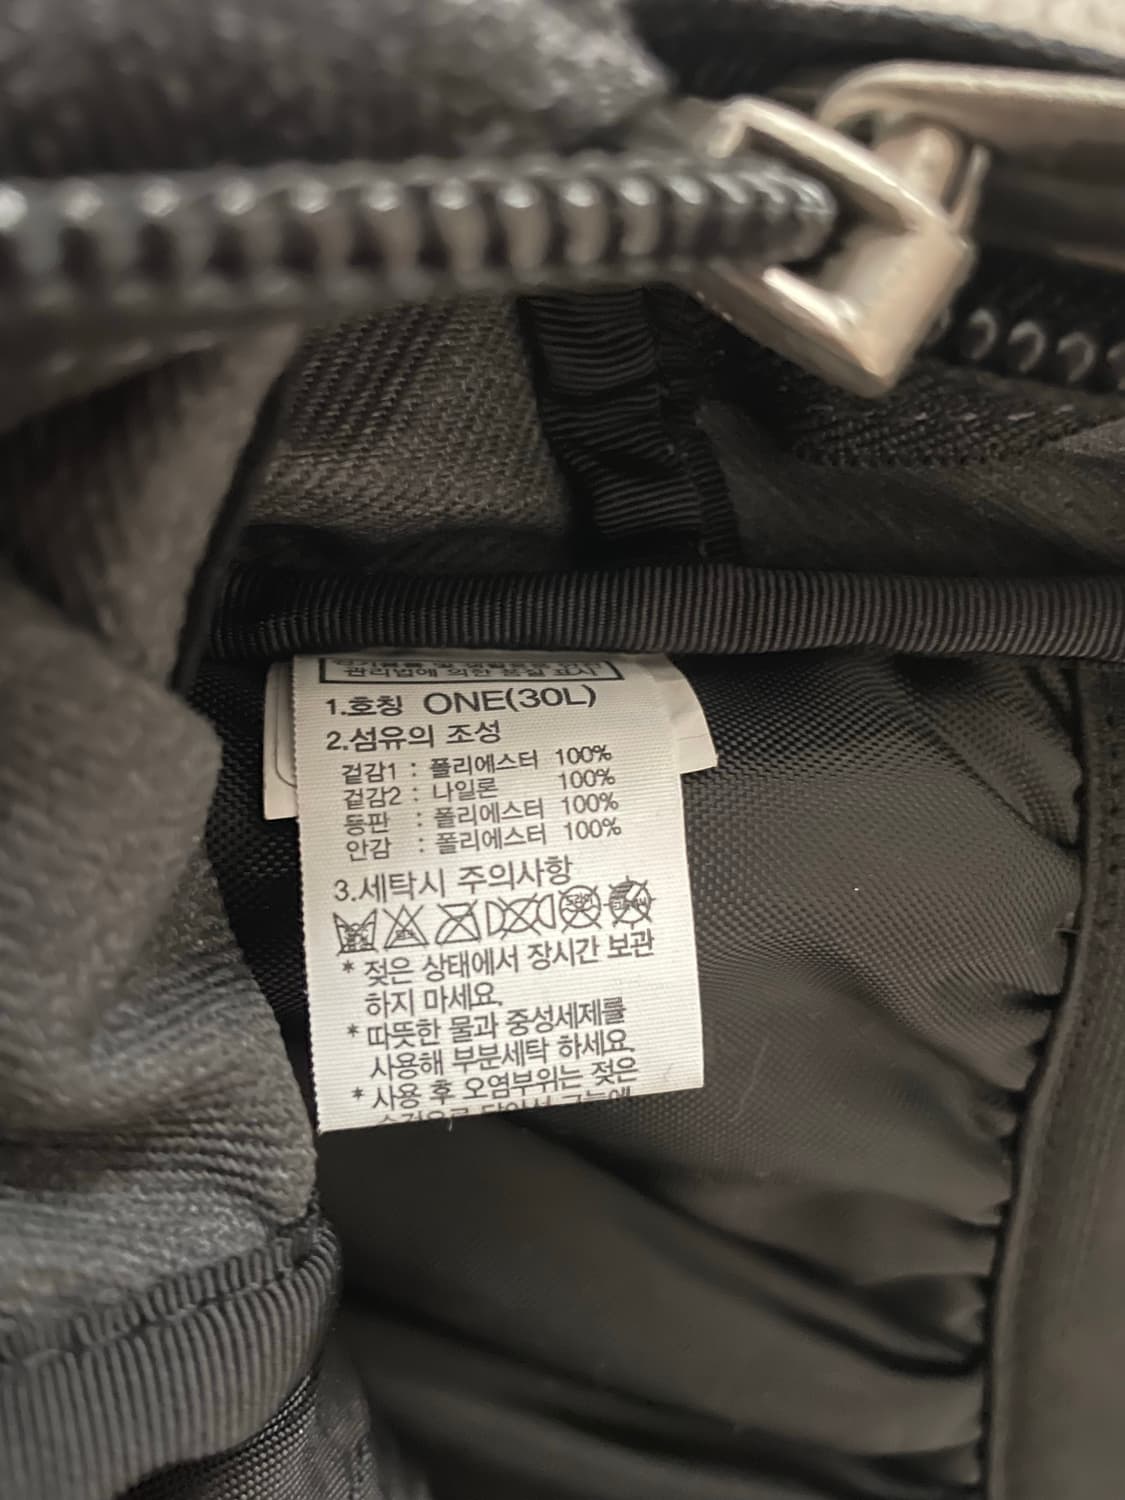 관리법에 의한 품질 표시
1.호칭 ONE(30L)
2.섬유의 조성
겉감1 : 폴리에스터 100%
겉감2 : 나일론 100%
등판 : 폴리에스터 100%
안감 : 폴리에스터 100%
3.세탁시 주의사항
* 젖은 상태에서 장시간 보관
하지 마세요.
* 따뜻한 물과 중성세제를
사용해 부분세탁 하세요.
* 사용 후 오염부위는 젖은